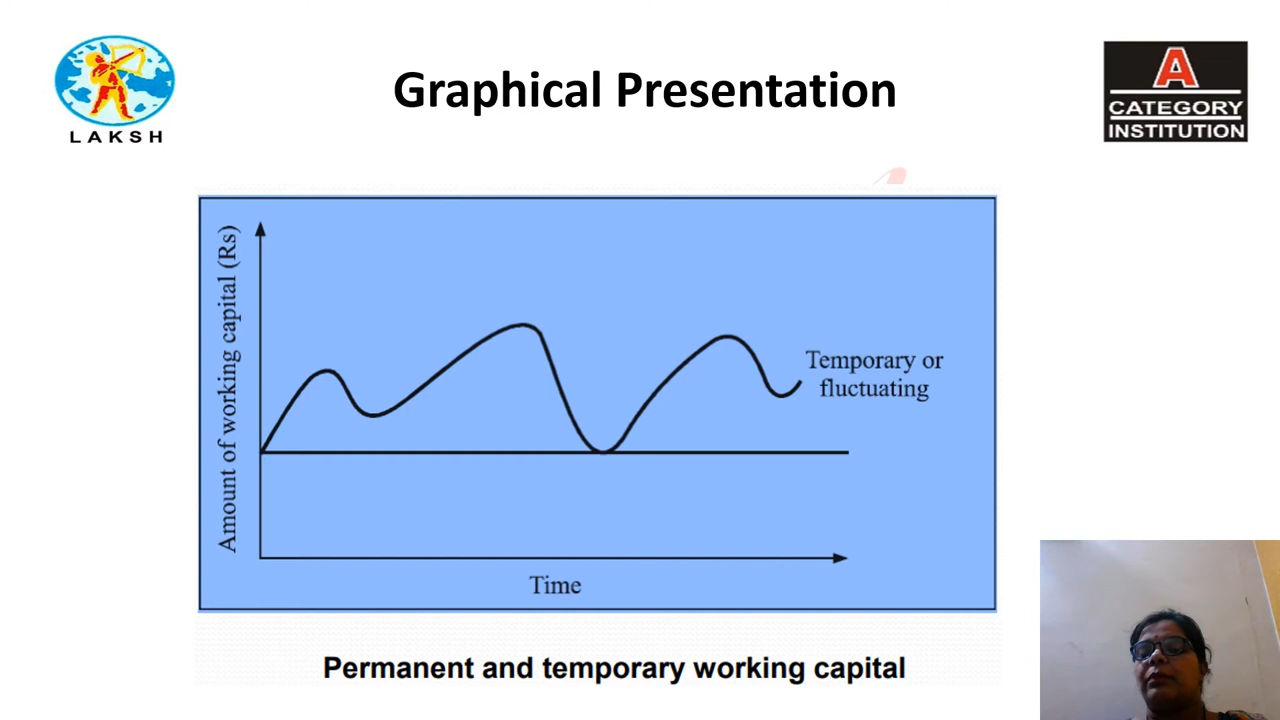 LAKSH
Graphical Presentation
A
CATEGORY
INSTITUTION
Amount of working capital (Rs)
Temporary or
fluctuating
Time
Permanent and temporary working capital